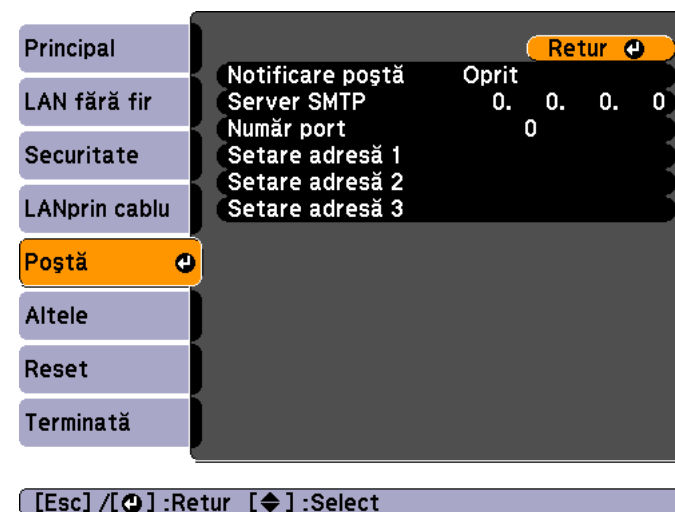 Principal
LAN fără fir
Securitate
LANprin cablu
Poştă
Altele
Reset
Terminată
Retur
Notificare poştă Oprit
Server SMTP 0. 0. 0. 0
Număr port 0
Setare adresă 1
Setare adresă 2
Setare adresă 3
[Esc] /[ ] :Retur [ ] :Select